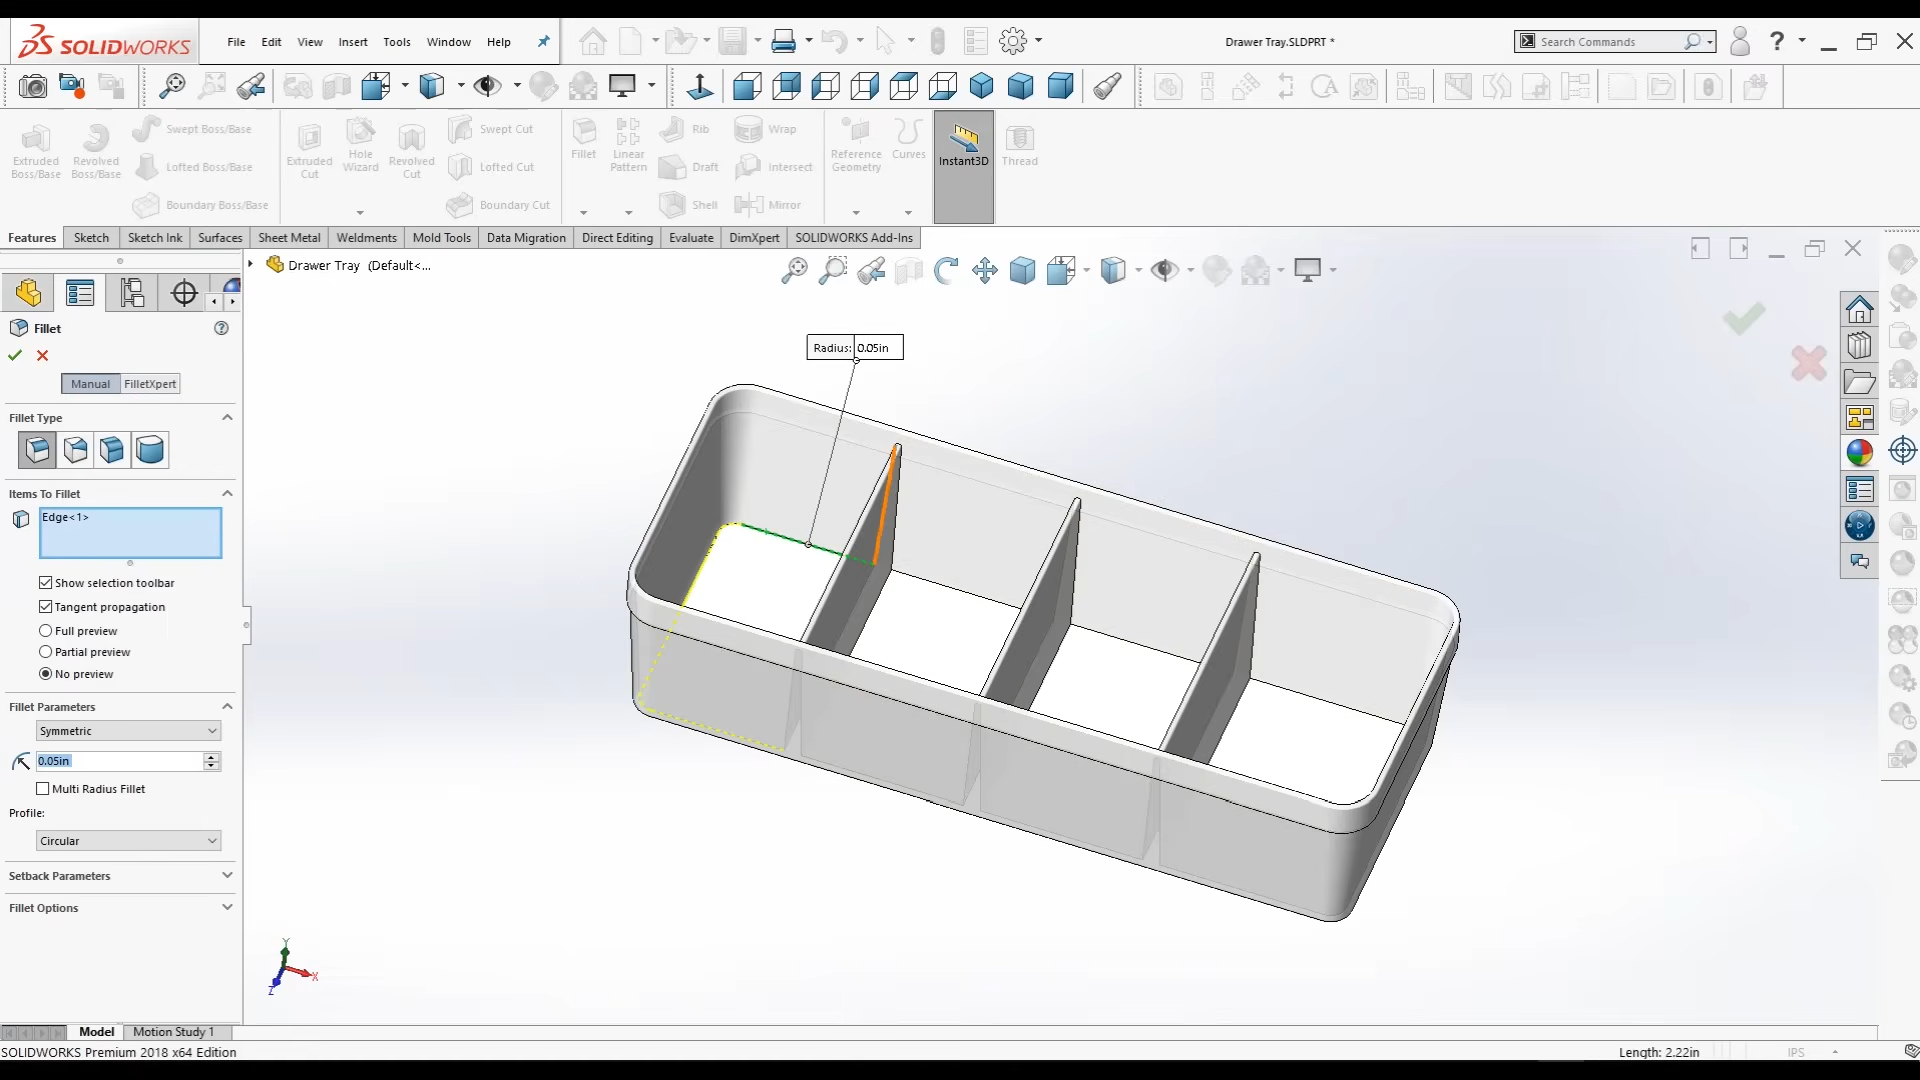 SOLIDWORKS
File Edit View Insert Tools Window Help
Drawer Tray.SLDPRT *
Search Commands
Extruded Boss/Base
Revolved Boss/Base
Swept Boss/Base
Lofted Boss/Base
Boundary Boss/Base
Extruded Cut
Hole Wizard
Revolved Cut
Swept Cut
Lofted Cut
Boundary Cut
Fillet
Linear Pattern
Rib
Draft
Shell
Wrap
Intersect
Mirror
Reference Geometry
Curves
Instant3D
Thread
Features Sketch Sketch Ink Surfaces Sheet Metal Weldments Mold Tools Data Migration Direct Editing Evaluate DimXpert SOLIDWORKS Add-Ins
Drawer Tray (Default<...
Fillet
Manual FilletXpert
Fillet Type
Items To Fillet
Edge<1>
Show selection toolbar
Tangent propagation
Full preview
Partial preview
No preview
Fillet Parameters
Symmetric
0.05in
Multi Radius Fillet
Profile:
Circular
Setback Parameters
Fillet Options
Radius: 0.05in
Y
X
Z
Model Motion Study 1
SOLIDWORKS Premium 2018 x64 Edition
Length: 2.22in
IPS